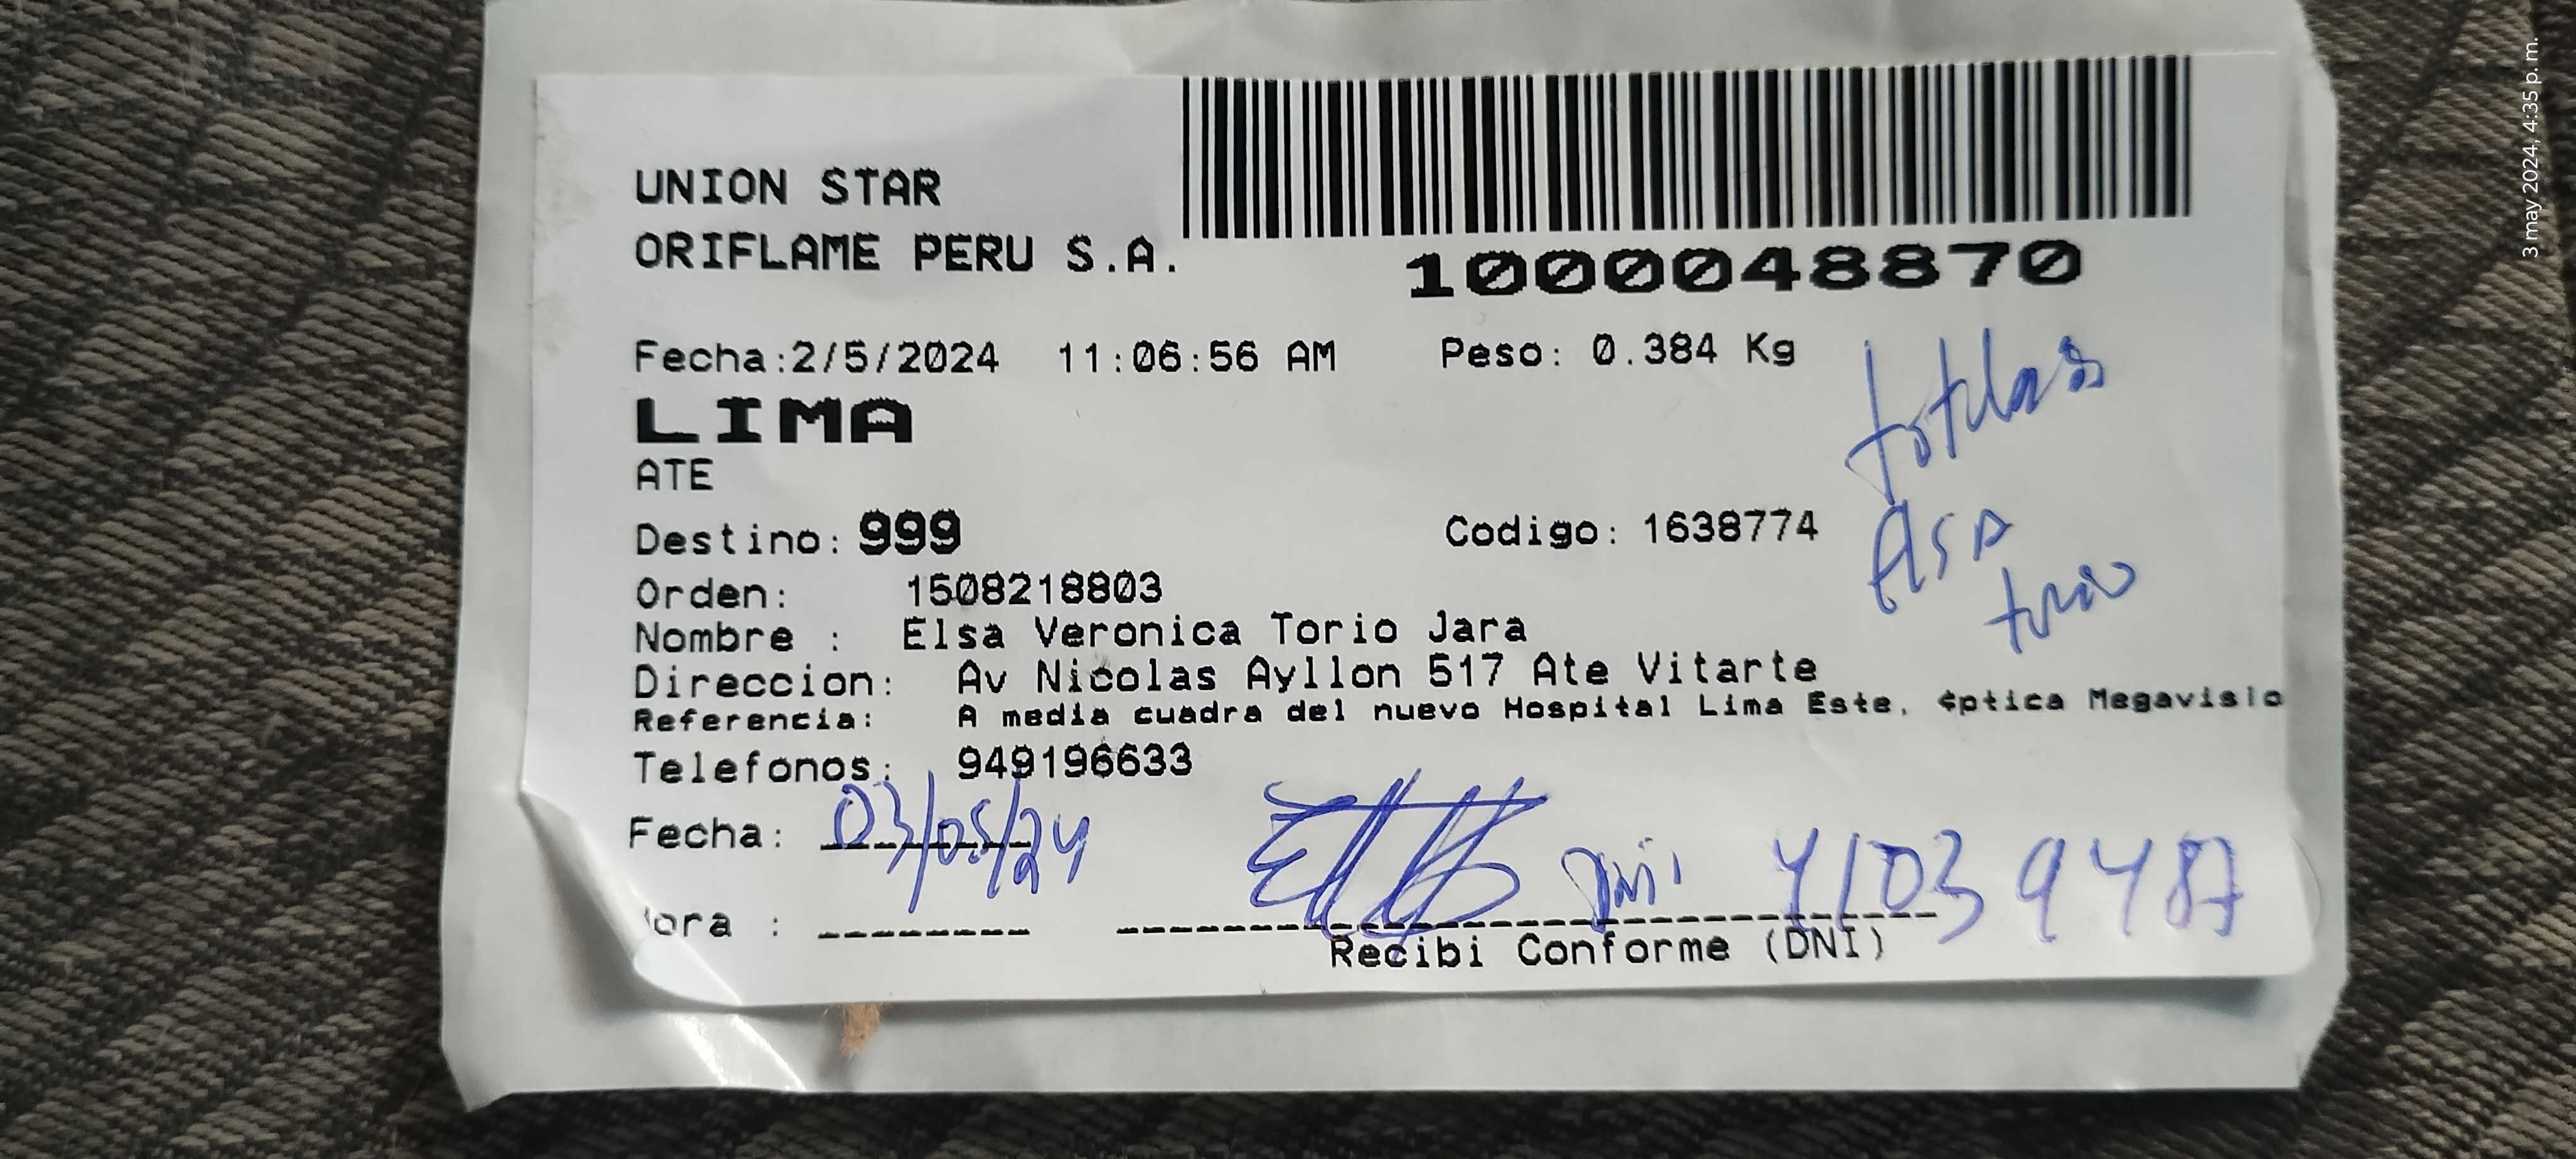 UNION STAR
ORIFLAME PERU S.A.
1000048870
Fecha:2/5/2024 11:06:56 AM Peso: 0.384 Kg
LIMA
ATE
Destino: 999 Codigo: 1638774
Orden: 1508218803
Nombre : Elsa Veronica Torio Jara
Direccion: Av Nicolas Ayllon 517 Ate Vitarte
Referencia: A media cuadra del nuevo Hospital Lima Este, ¢ptica Megavisio
Telefonos: 949196633
Fecha: 03/05/24
ora : DNI 41039487
Recibi Conforme (DNI)
3 may 2024, 4:35 p. m.